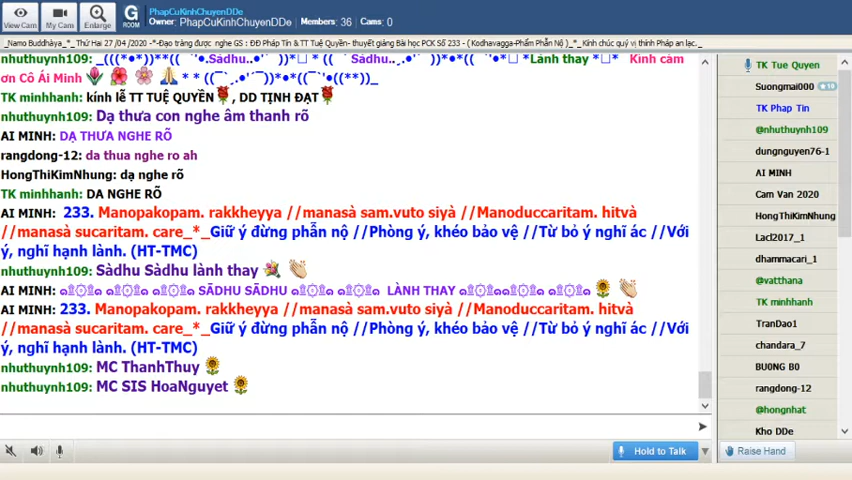 PhapCuKinhChuyenDDe
Owner: PhapCuKinhChuyenDDe Members: 36 Cams: 0
View Cam
My Cam
Enlarge
G
ROOM
_Namo Buddhàya_*_ Thứ Hai 27 /04 /2020 -*-Đạo tràng được nghe GS : ĐĐ Pháp Tín & TT Tuệ Quyền- thuyết giảng Bài học PCK Số 233 - ( Kodhavagga-Phẩm Phẫn Nộ )_*_ Kính chúc quý vị thính Pháp an lạc._
Lành thay
Kính cảm
ơn Cô Ái Minh
TK minhhanh: kính lễ TT TUỆ QUYỀN , DD TỊNH ĐẠT
nhuthuynh109: Dạ thưa con nghe âm thanh rõ
AI MINH: DẠ THƯA NGHE RÕ
rangdong-12: da thua nghe ro ah
HongThiKimNhung: dạ nghe rõ
TK minhhanh: DA NGHE RÕ
AI MINH: 233. Manopakopam. rakkheyya //manasà sam.vuto siyà //Manoduccaritam. hitvà
//manasà sucaritam. care_*_Giữ ý đừng phẫn nộ //Phòng ý, khéo bảo vệ //Từ bỏ ý nghĩ ác //Với
ý, nghĩ hạnh lành. (HT-TMC)
nhuthuynh109: Sàdhu Sàdhu lành thay
AI MINH: SĀDHU SĀDHU LÀNH THAY
AI MINH: 233. Manopakopam. rakkheyya //manasà sam.vuto siyà //Manoduccaritam. hitvà
//manasà sucaritam. care_*_Giữ ý đừng phẫn nộ //Phòng ý, khéo bảo vệ //Từ bỏ ý nghĩ ác //Với
ý, nghĩ hạnh lành. (HT-TMC)
nhuthuynh109: MC ThanhThuy
nhuthuynh109: MC SIS HoaNguyet
Hold to Talk
TK Tue Quyen
Suongmai000 10
TK Phap Tin
@nhuthuynh109
dungnguyen76-1
AI MINH
Cam Van 2020
HongThiKimNhung
Lacl2017_1
dhammacari_1
@vatthana
TK minhhanh
TranDao1
chandara_7
BU0NG B0
rangdong-12
@hongnhat
Kho DDe
Raise Hand